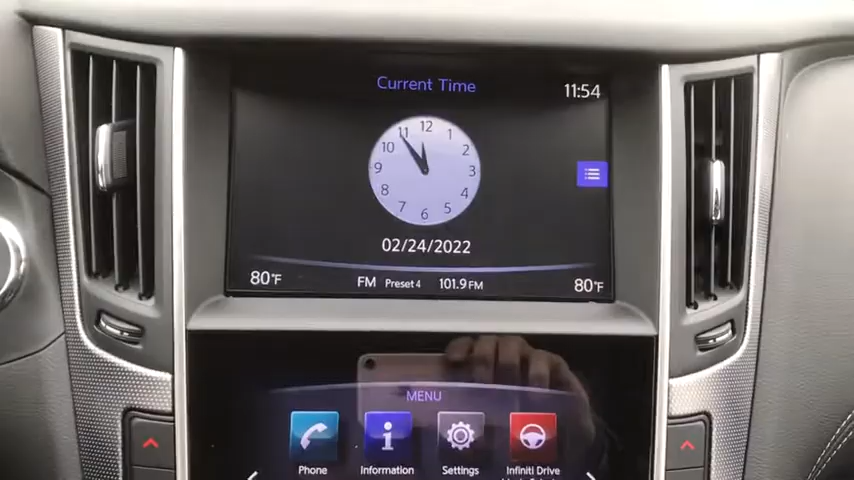 Current Time
11:54
12
11
1
10
2
9
3
8
4
7
5
6
02/24/2022
80°F
FM Preset 4 101.9 FM
80°F
MENU
Phone
Information
Settings
Infiniti Drive